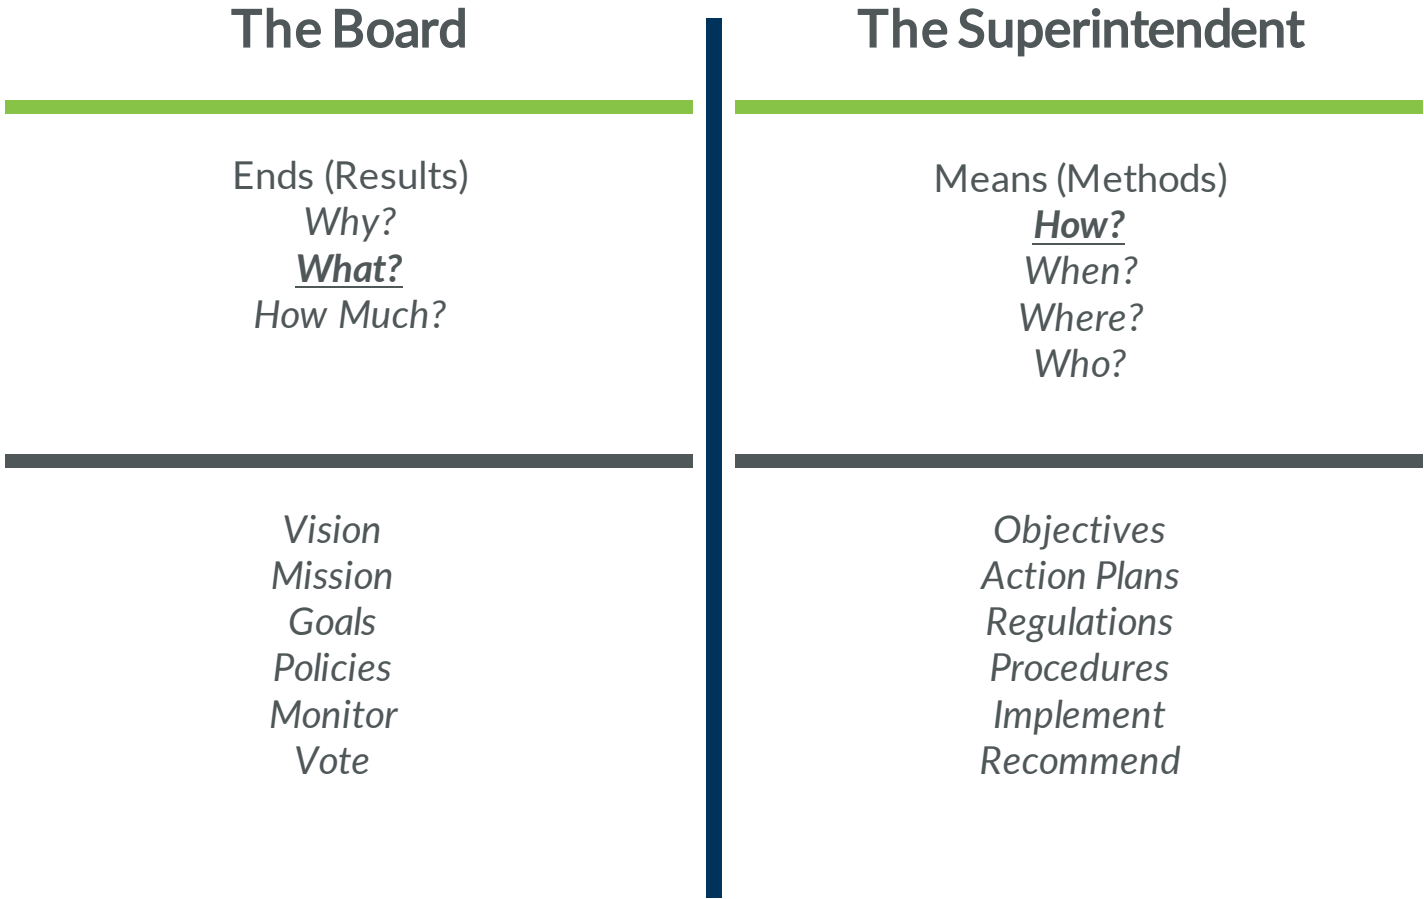 The Board
Ends (Results)
Why?
What?
How Much?
Vision
Mission
Goals
Policies
Monitor
Vote
The Superintendent
Means (Methods)
How?
When?
Where?
Who?
Objectives
Action Plans
Regulations
Procedures
Implement
Recommend